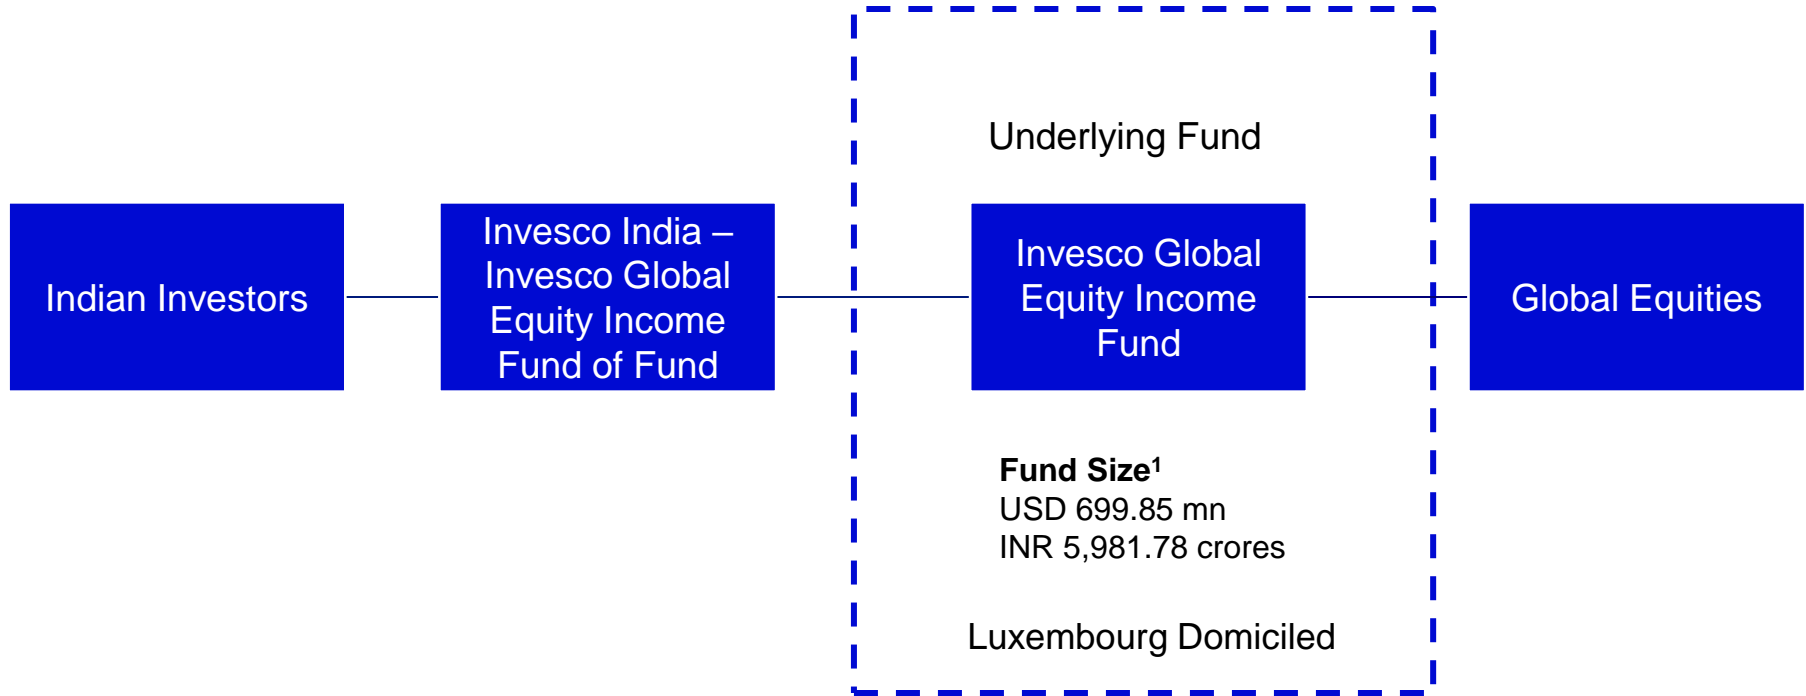 Underlying Fund
Indian Investors
Invesco India –
Invesco Global
Equity Income
Fund of Fund
Invesco Global
Equity Income
Fund
Global Equities
Fund Size¹
USD 699.85 mn
INR 5,981.78 crores
Luxembourg Domiciled